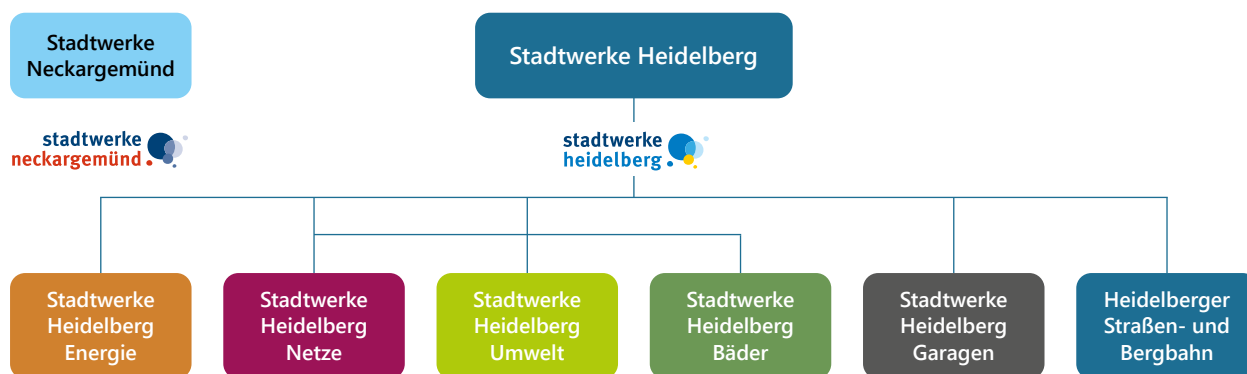 Stadtwerke
Neckargemünd
Stadtwerke Heidelberg
stadtwerke
neckargemünd
stadtwerke
heidelberg
Stadtwerke
Heidelberg
Energie
Stadtwerke
Heidelberg
Netze
Stadtwerke
Heidelberg
Umwelt
Stadtwerke
Heidelberg
Bäder
Stadtwerke
Heidelberg
Garagen
Heidelberger
Straßen- und
Bergbahn